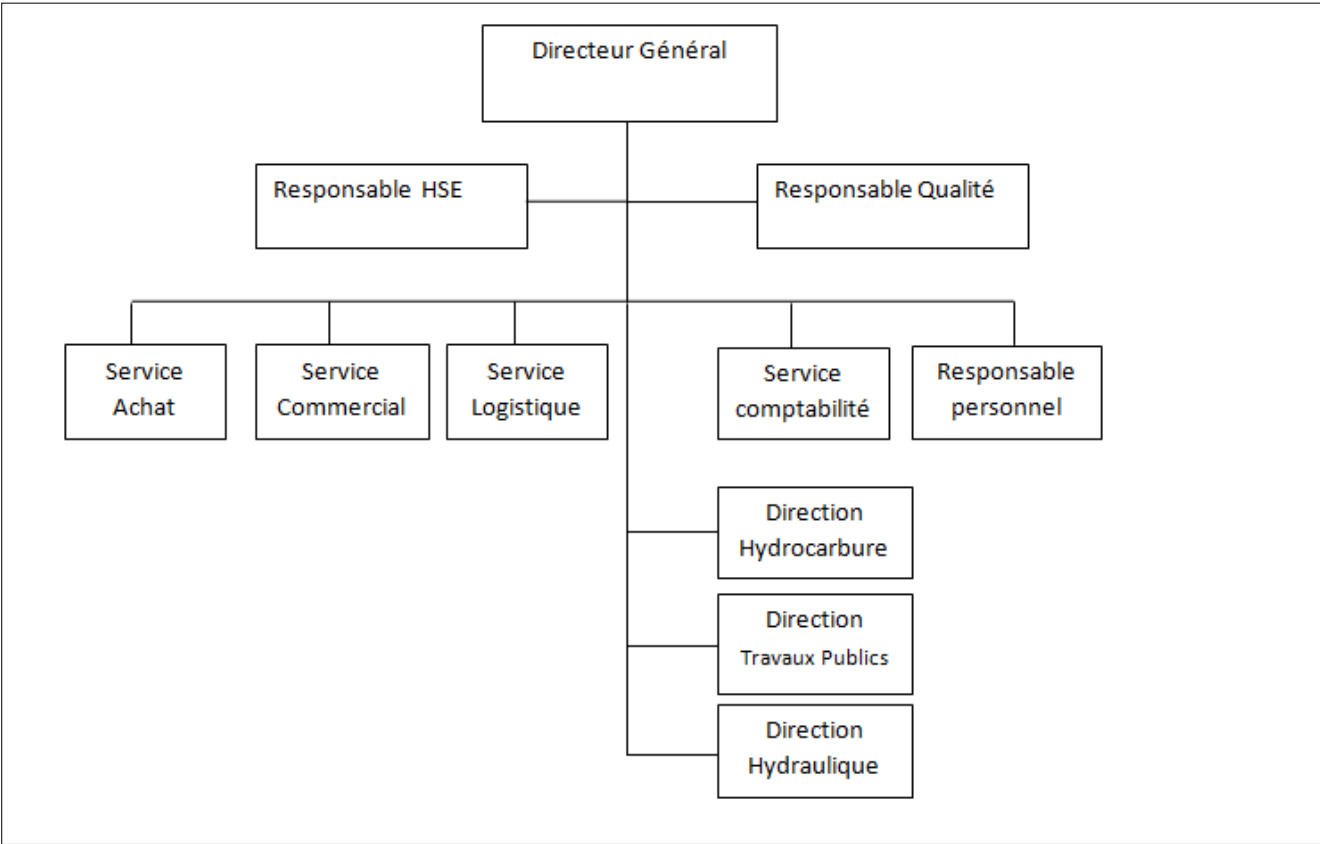 Directeur Général
Responsable HSE
Responsable Qualité
Service
Achat
Service
Commercial
Service
Logistique
Service
comptabilité
Responsable
personnel
Direction
Hydrocarbure
Direction
Travaux Publics
Direction
Hydraulique